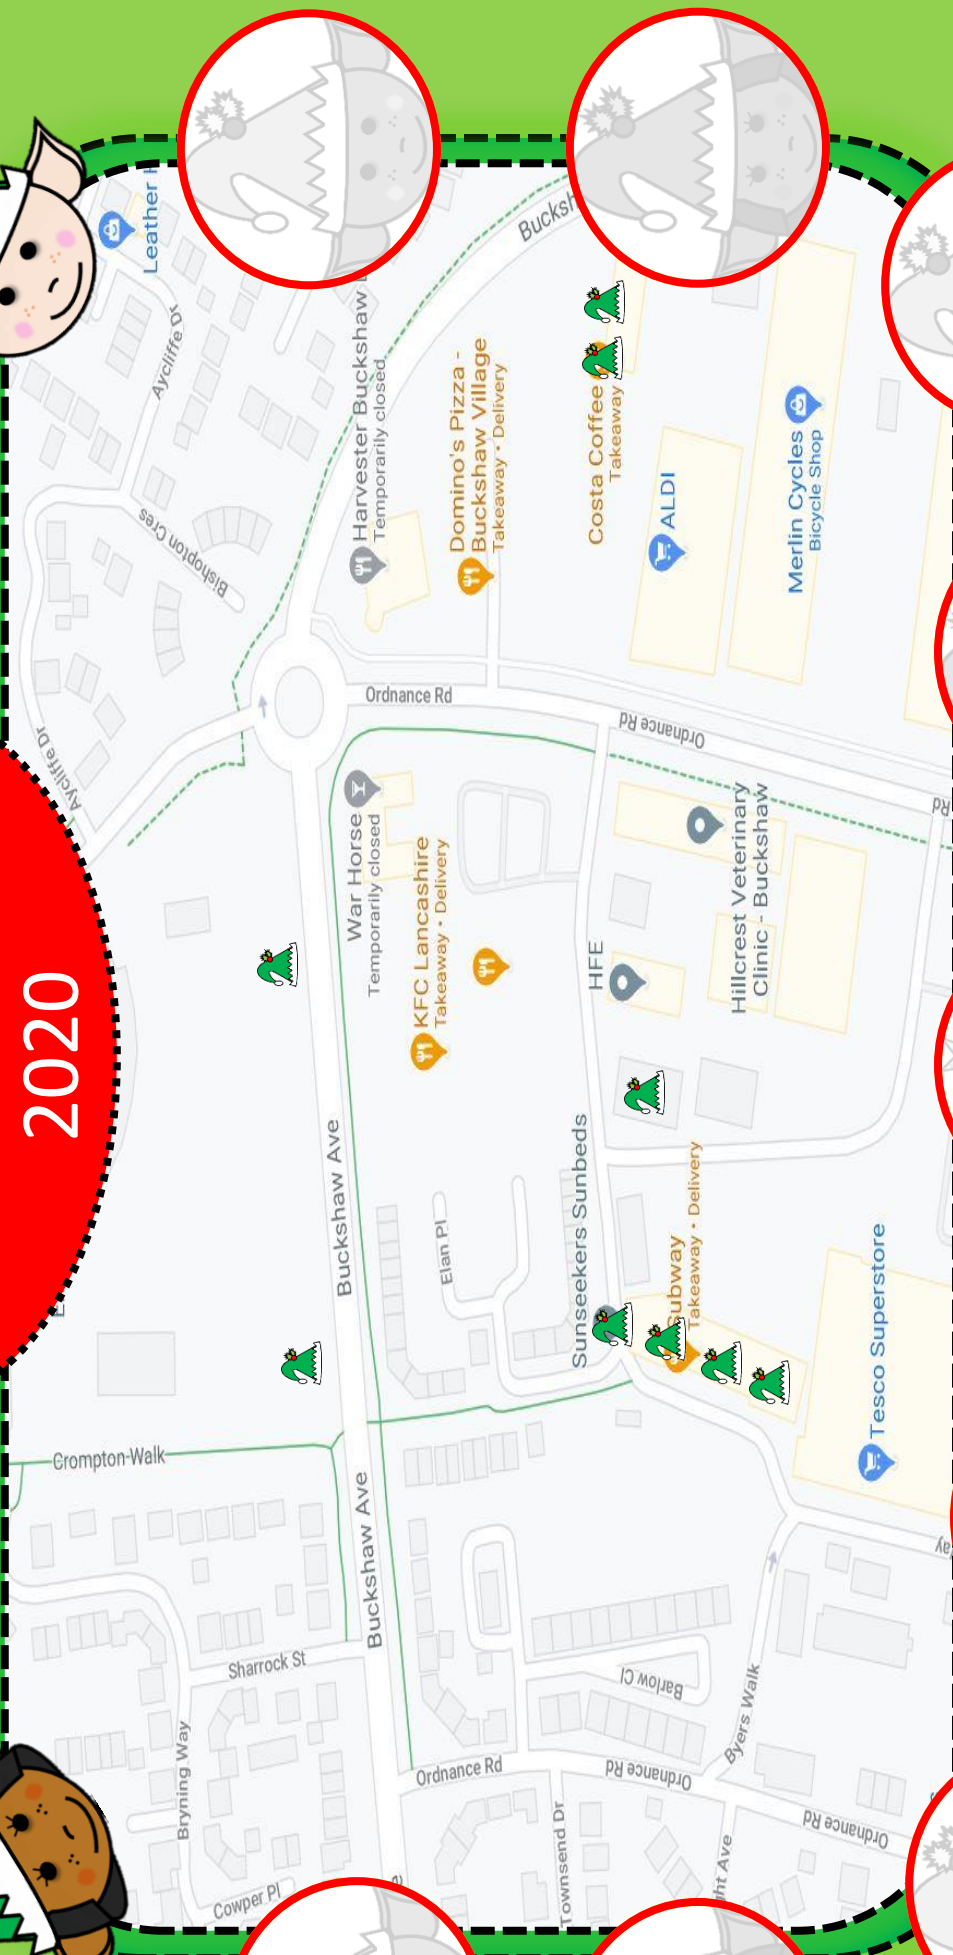 2020
Leather
Aycliffe Dr
Bishopton Cres
Aycliffe Dr
Harvester Buckshaw
Temporarily closed
Domino's Pizza -
Buckshaw Village
Takeaway • Delivery
Costa Coffee
Takeaway
ALDI
Merlin Cycles
Bicycle Shop
Ordnance Rd
Ordnance Rd
Rd
War Horse
Temporarily closed
KFC Lancashire
Takeaway • Delivery
HFE
Hillcrest Veterinary
Clinic - Buckshaw
Buckshaw Ave
Elan Pl
Sunseekers Sunbeds
Subway
Takeaway • Delivery
Tesco Superstore
Crompton-Walk
Buckshaw Ave
Sharrock St
Barlow Cl
Byers Walk
Bryning Way
Ordnance Rd
Ordnance Rd
Ordnance Rd
Townsend Dr
Cowper Pl
Ave